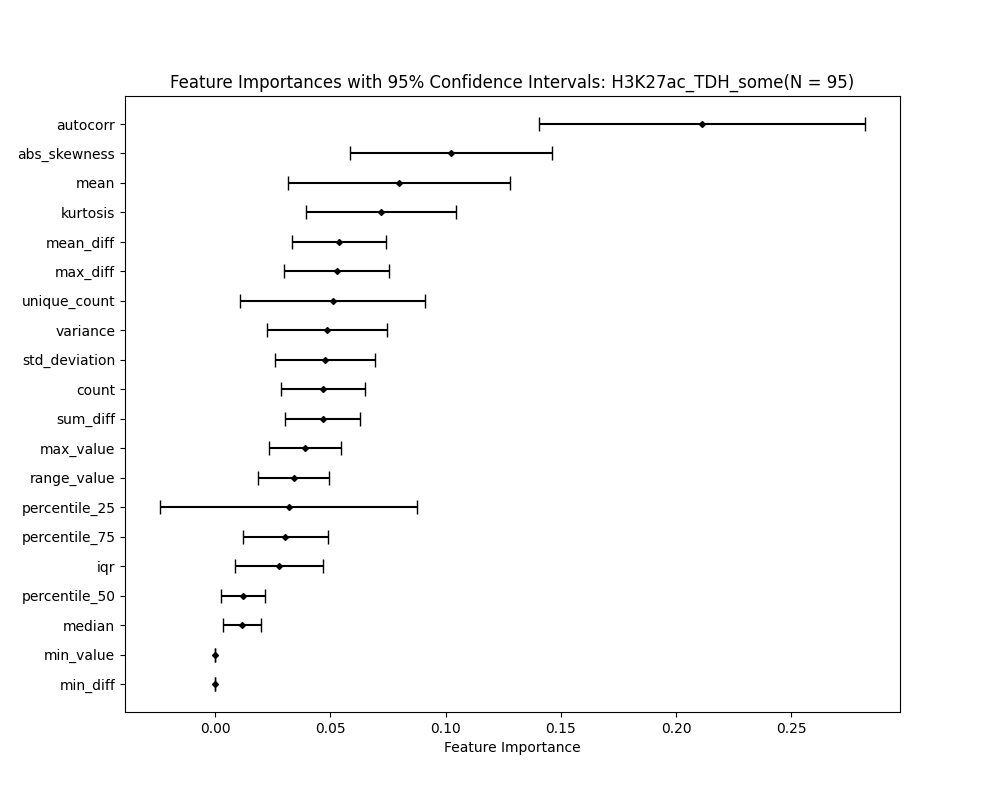 Feature Importances with 95% Confidence Intervals: H3K27ac_TDH_some(N = 95)
autocorr
abs_skewness
mean
kurtosis
mean_diff
max_diff
unique_count
variance
std_deviation
count
sum_diff
max_value
range_value
percentile_25
percentile_75
iqr
percentile_50
median
min_value
min_diff
0.00 0.05 0.10 0.15 0.20 0.25
Feature Importance